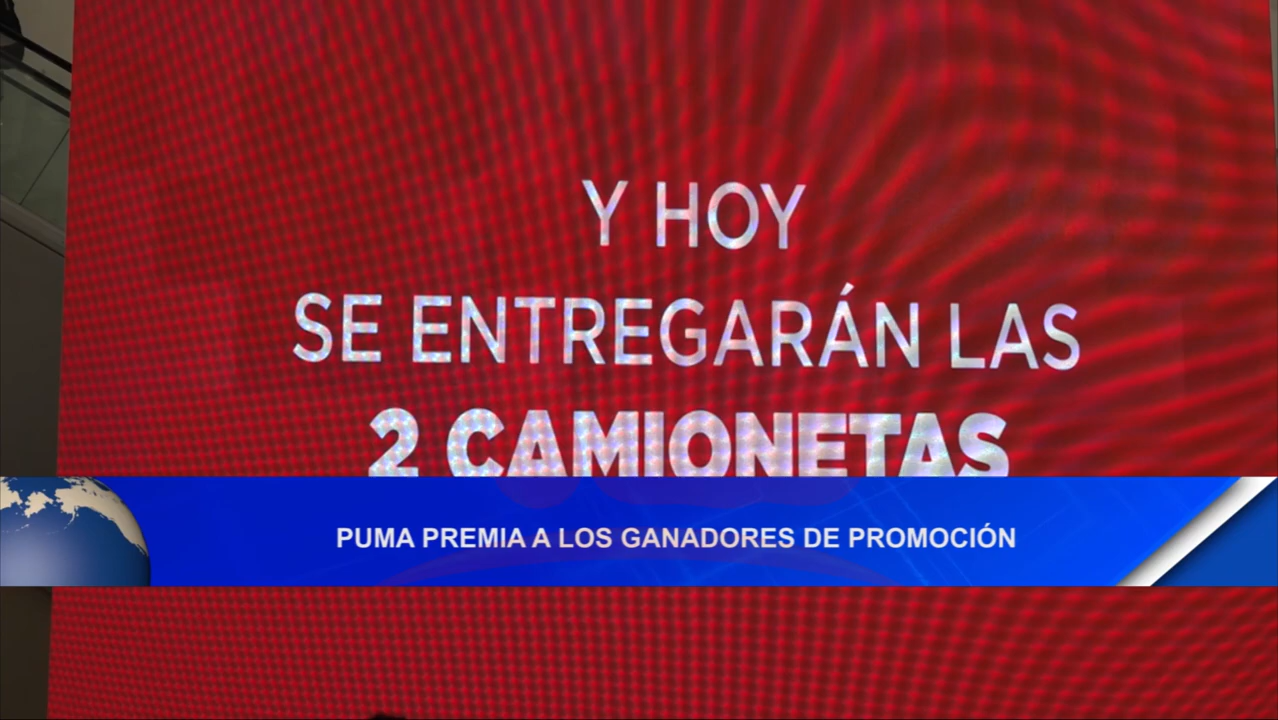 Y HOY
SE ENTREGARÁN LAS
2 CAMIONETAS
PUMA PREMIA A LOS GANADORES DE PROMOCIÓN